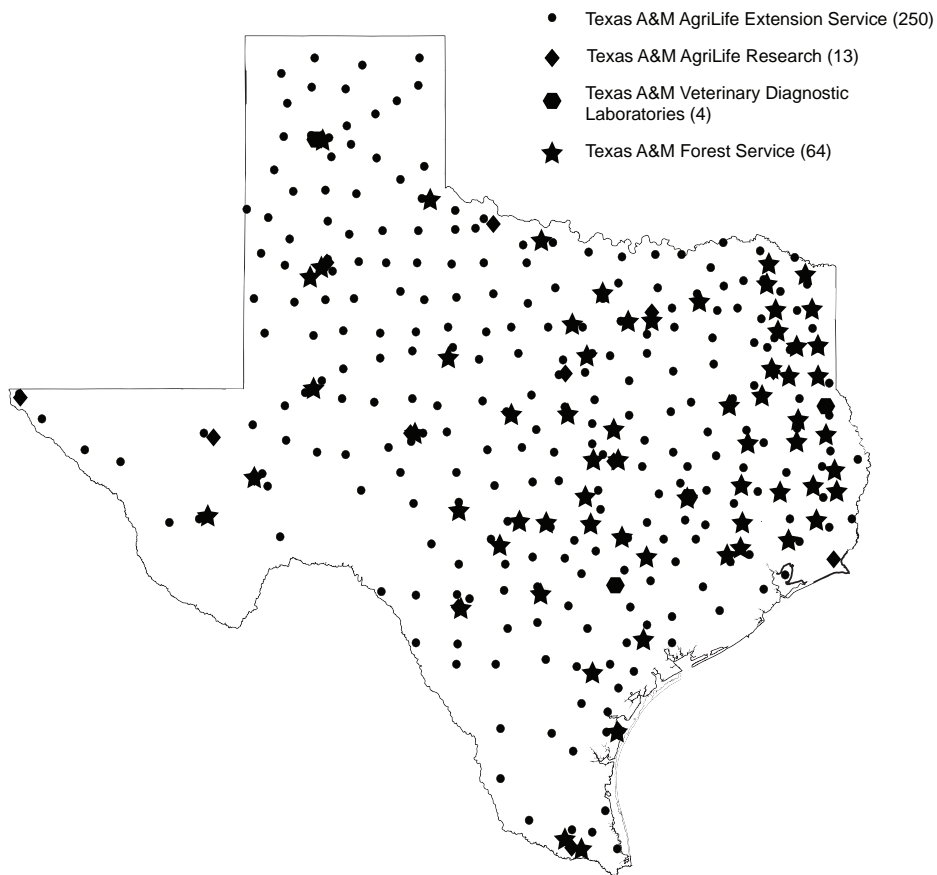 Texas A&M AgriLife Extension Service (250)
Texas A&M AgriLife Research (13)
Texas A&M Veterinary Diagnostic
Laboratories (4)
Texas A&M Forest Service (64)